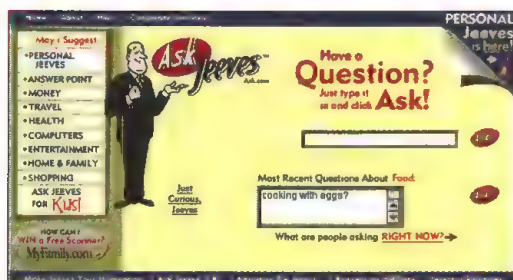 PERSONAL
Jeeves
is here!
May I Suggest
• PERSONAL
JEEVES
• ANSWER POINT
• MONEY
• TRAVEL
• HEALTH
• COMPUTERS
• ENTERTAINMENT
• HOME & FAMILY
• SHOPPING
ASK JEEVES
FOR KIDS!
HOW CAN I
WIN a Free Scanner?
MyFamily.com
Ask Jeeves™
Ask.com
Just
Curious,
Jeeves
Have a
Question?
Just type it
in and click Ask!
Most Recent Questions About Food:
cooking with eggs?
What are people asking RIGHT NOW?